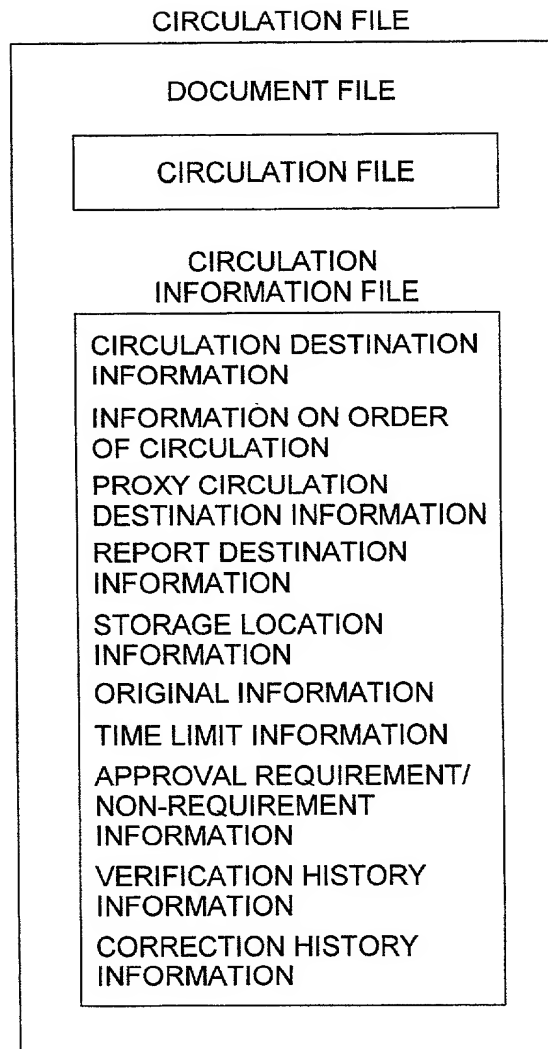 CIRCULATION FILE
DOCUMENT FILE
CIRCULATION FILE
CIRCULATION
INFORMATION FILE
CIRCULATION DESTINATION
INFORMATION
INFORMATION ON ORDER
OF CIRCULATION
PROXY CIRCULATION
DESTINATION INFORMATION
REPORT DESTINATION
INFORMATION
STORAGE LOCATION
INFORMATION
ORIGINAL INFORMATION
TIME LIMIT INFORMATION
APPROVAL REQUIREMENT/
NON-REQUIREMENT
INFORMATION
VERIFICATION HISTORY
INFORMATION
CORRECTION HISTORY
INFORMATION